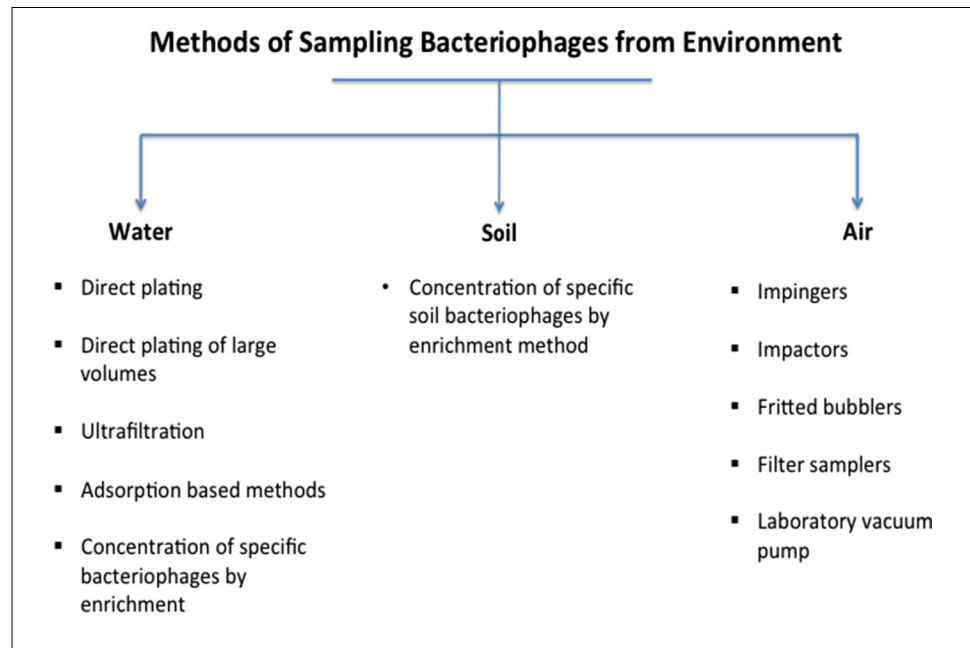 Methods of Sampling Bacteriophages from Environment
Water
▪ Direct plating
▪ Direct plating of large
volumes
▪ Ultrafiltration
▪ Adsorption based methods
▪ Concentration of specific
bacteriophages by
enrichment
Soil
• Concentration of specific
soil bacteriophages by
enrichment method
Air
▪ Impingers
▪ Impactors
▪ Fritted bubblers
▪ Filter samplers
▪ Laboratory vacuum
pump